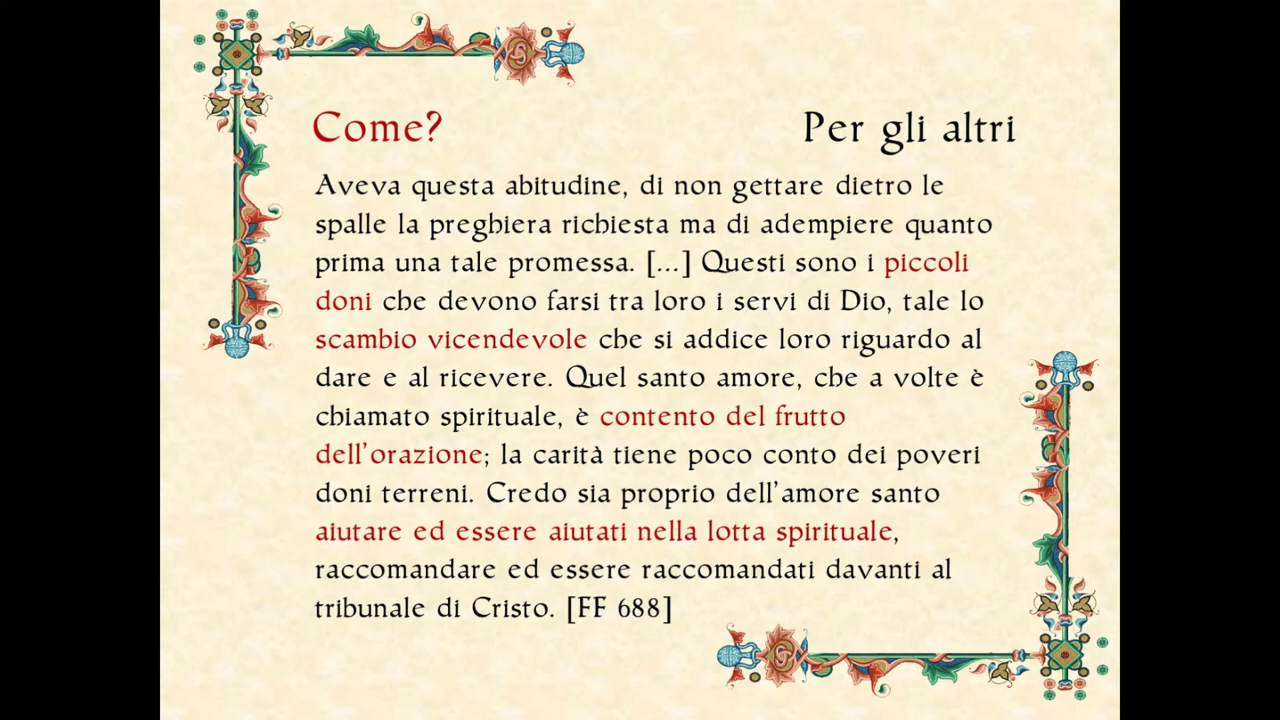 Come?
Per gli altri
Aveva questa abitudine, di non gettare dietro le
spalle la preghiera richiesta ma di adempiere quanto
prima una tale promessa. [...] Questi sono i piccoli
doni che devono farsi tra loro i servi di Dio, tale lo
scambio vicendevole che si addice loro riguardo al
dare e al ricevere. Quel santo amore, che a volte è
chiamato spirituale, è contento del frutto
dell'orazione; la carità tiene poco conto dei poveri
doni terreni. Credo sia proprio dell'amore santo
aiutare ed essere aiutati nella lotta spirituale,
raccomandare ed essere raccomandati davanti al
tribunale di Cristo. [FF 688]